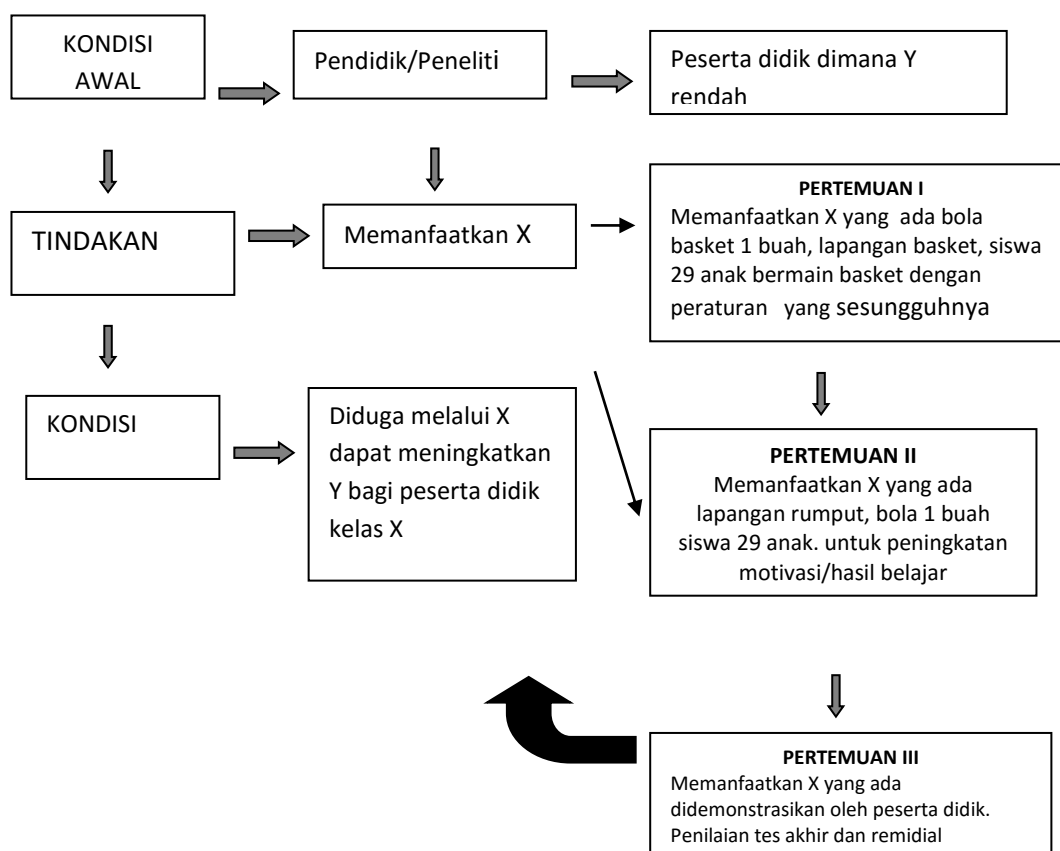 KONDISI
AWAL
Pendidik/Peneliti
Peserta didik dimana Y
rendah
TINDAKAN
Memanfaatkan X
PERTEMUAN I
Memanfaatkan X yang ada bola
basket 1 buah, lapangan basket, siswa
29 anak bermain basket dengan
peraturan yang sesungguhnya
KONDISI
Diduga melalui X
dapat meningkatkan
Y bagi peserta didik
kelas X
PERTEMUAN II
Memanfaatkan X yang ada
lapangan rumput, bola 1 buah
siswa 29 anak. untuk peningkatan
motivasi/hasil belajar
PERTEMUAN III
Memanfaatkan X yang ada
didemonstrasikan oleh peserta didik.
Penilaian tes akhir dan remidial